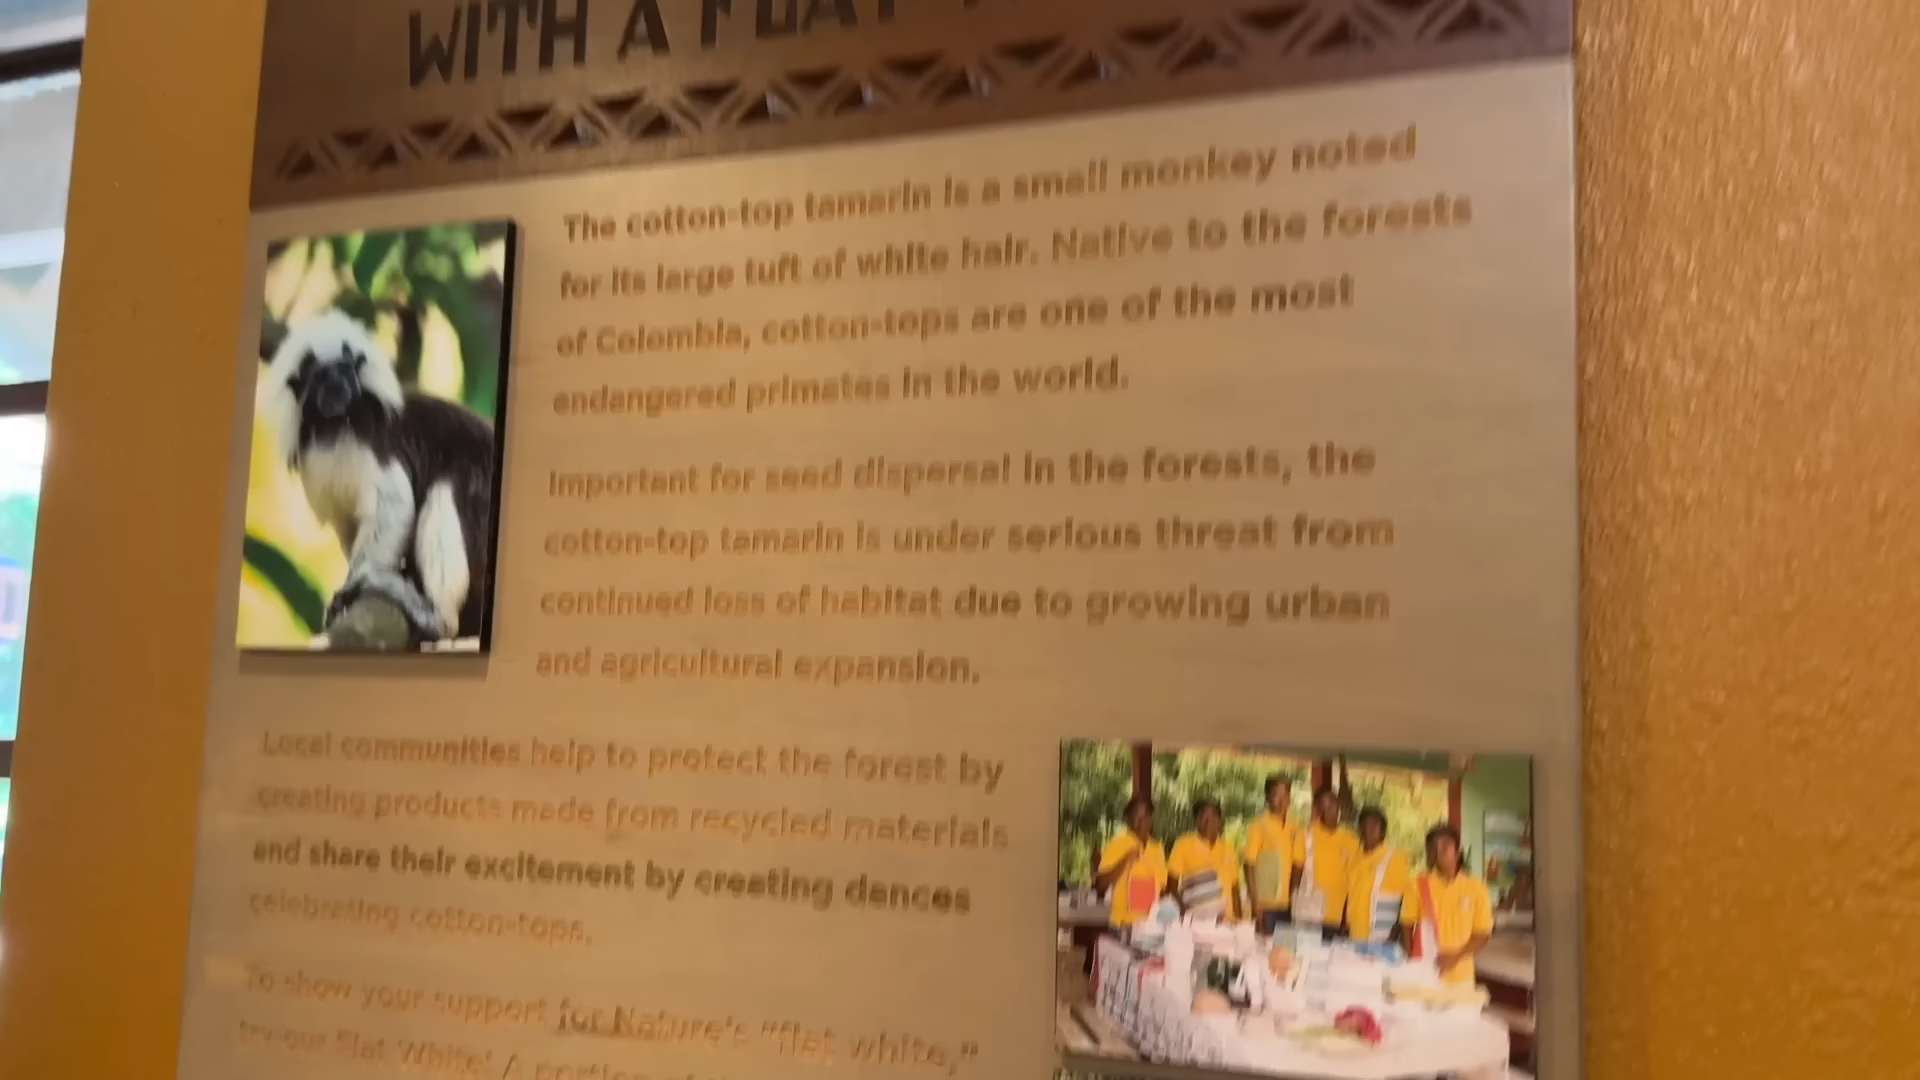 WITH A FLAT
The cotton-top tamarin is a small monkey noted
for its large tuft of white hair. Native to the forests
of Colombia, cotton-tops are one of the most
endangered primates in the world.
Important for seed dispersal in the forests, the
cotton-top tamarin is under serious threat from
continued loss of habitat due to growing urban
and agricultural expansion.
Local communities help to protect the forest by
creating products made from recycled materials
and share their excitement by creating dances
celebrating cotton-tops.
To show your support for Nature's "flat white,"
try our Flat White! A portion of